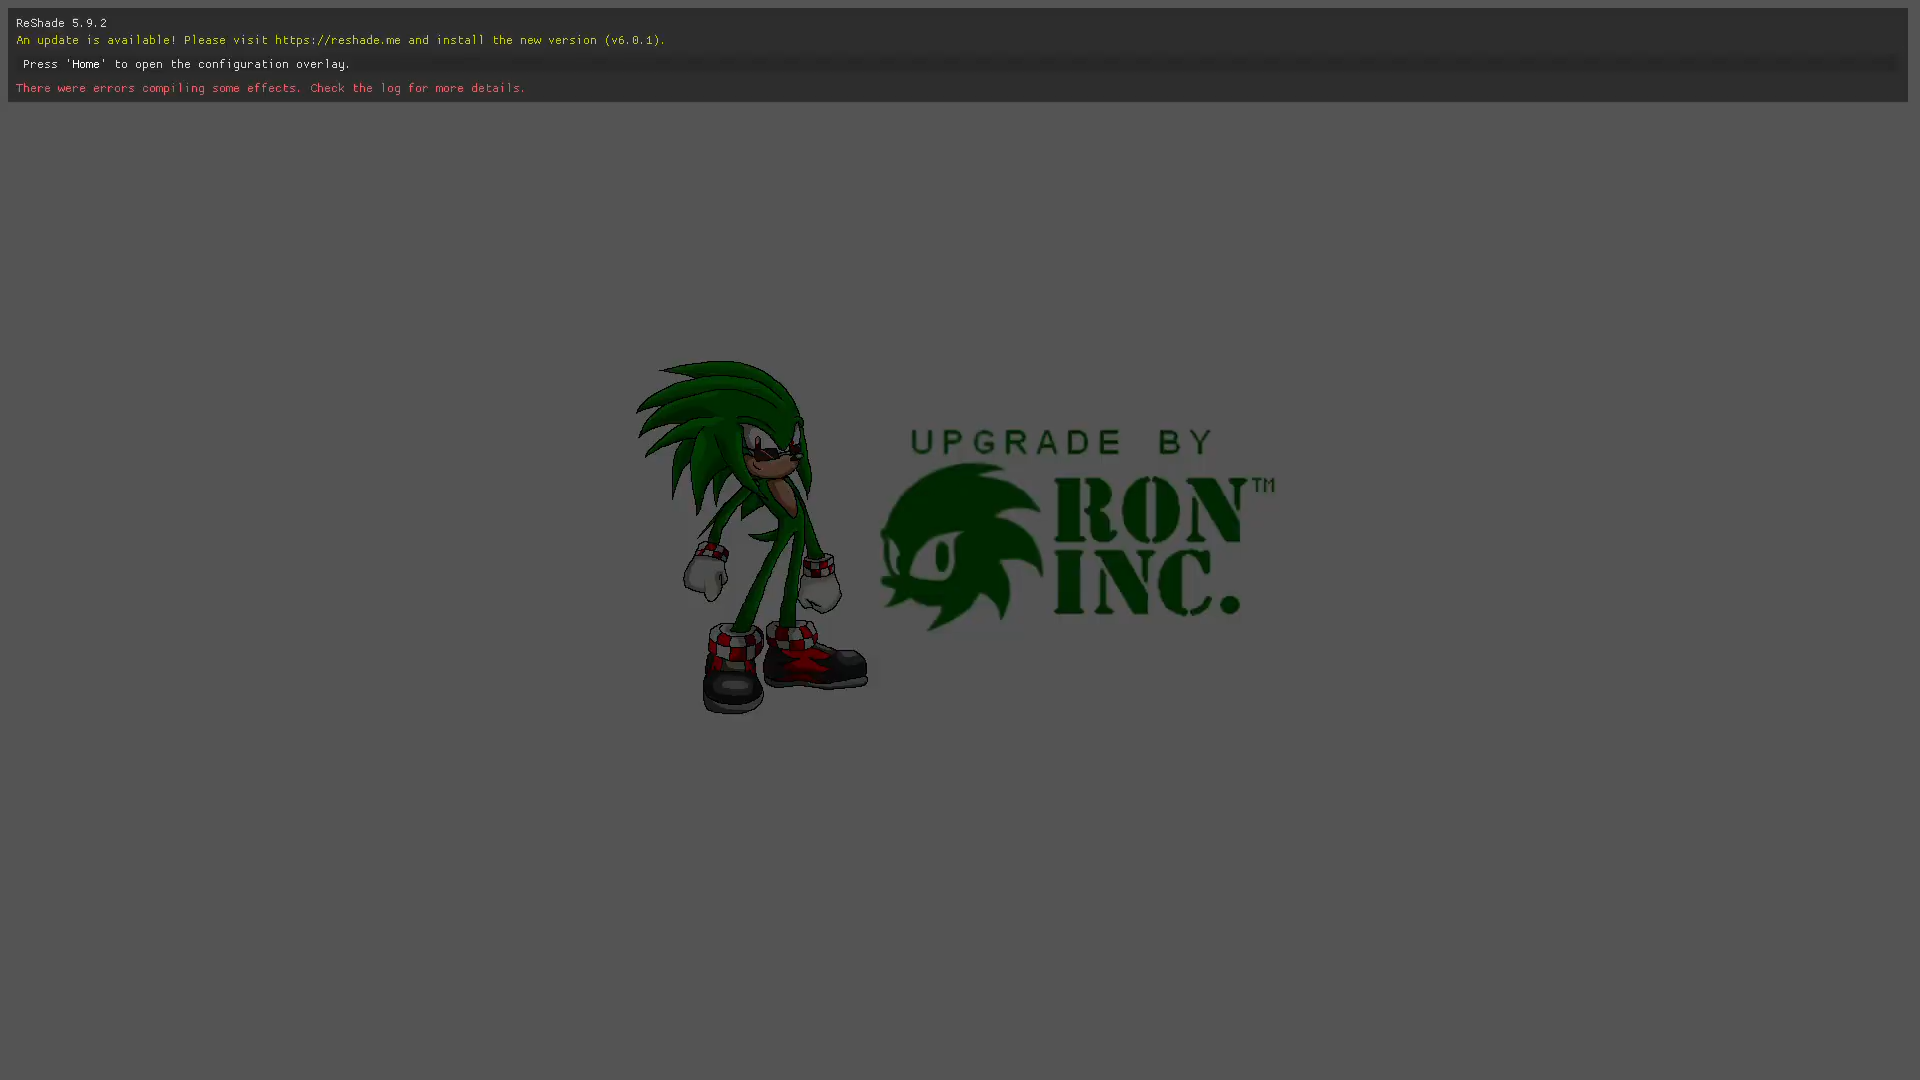 ReShade 5.9.2
An update is available! Please visit https://reshade.me and install the new version (v6.0.1).
Press 'Home' to open the configuration overlay.
There were errors compiling some effects. Check the log for more details.
UPGRADE BY
RON™
INC.